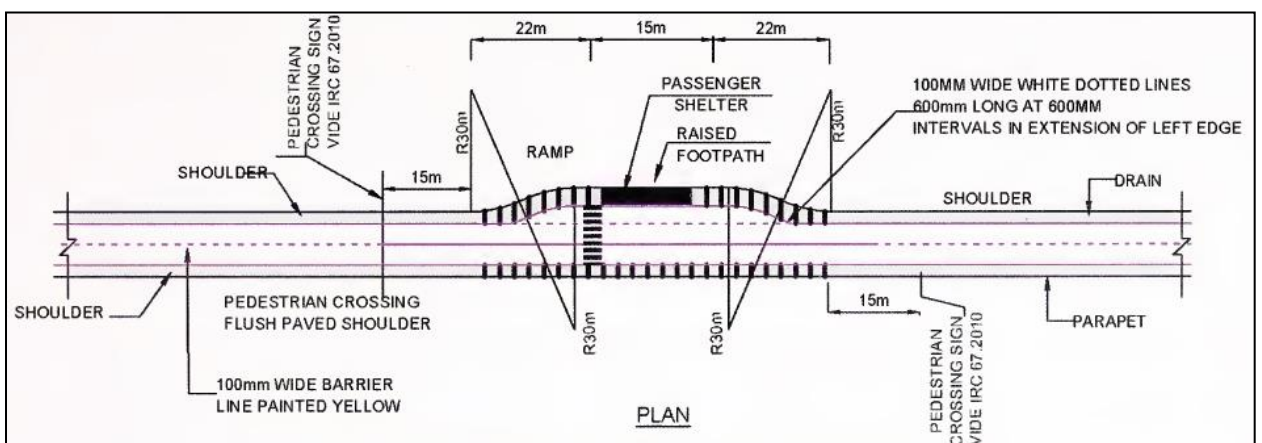 22m
15m
22m
PEDESTRIAN
CROSSING SIGN
VIDE IRC 67.2010
PASSENGER
SHELTER
100MM WIDE WHITE DOTTED LINES
600mm LONG AT 600MM
INTERVALS IN EXTENSION OF LEFT EDGE
R30m
R30m
RAISED
FOOTPATH
RAMP
SHOULDER
15m
SHOULDER
DRAIN
SHOULDER
PEDESTRIAN CROSSING
FLUSH PAVED SHOULDER
15m
PARAPET
R30m
R30m
100mm WIDE BARRIER
LINE PAINTED YELLOW
PEDESTRIAN
CROSSING SIGN
VIDE IRC 67.2010
PLAN